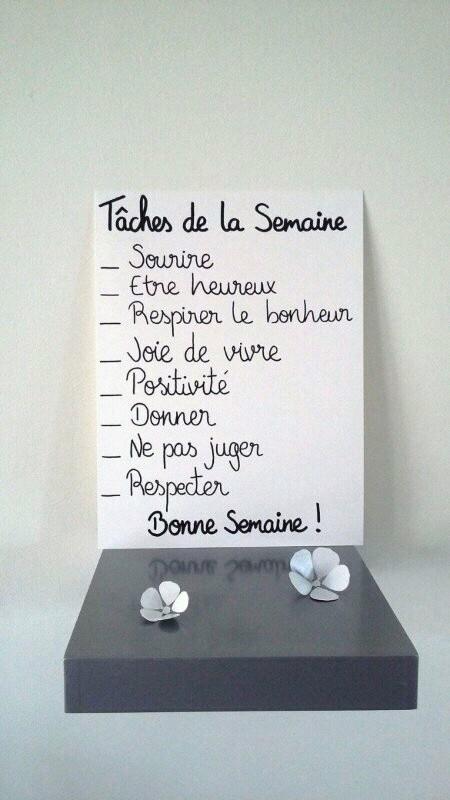 Tâches de la Semaine
_ Sourire
_ Etre heureux
_ Respirer le bonheur
_ Joie de vivre
_ Positivité
_ Donner
_ Ne pas juger
_ Respecter
Bonne Semaine !